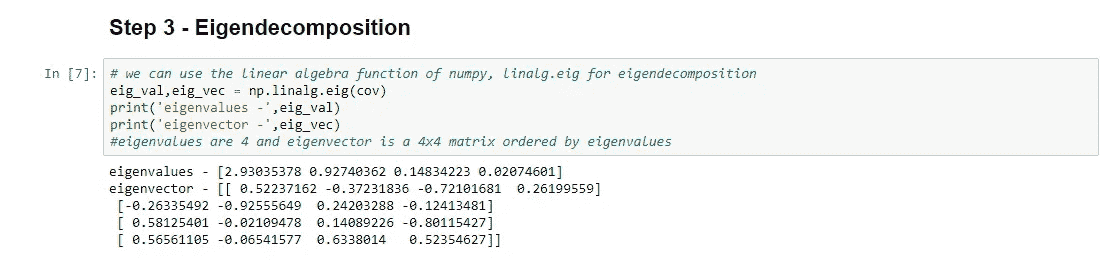 Step 3 - Eigendecomposition
In [7]: # we can use the linear algebra function of numpy, linalg.eig for eigendecomposition
eig_val,eig_vec = np.linalg.eig(cov)
print('eigenvalues -',eig_val)
print('eigenvector -',eig_vec)
#eigenvalues are 4 and eigenvector is a 4x4 matrix ordered by eigenvalues
eigenvalues - [2.93035378 0.92740362 0.14834223 0.02074601]
eigenvector - [[ 0.52237162 -0.37231836 -0.72101681  0.26199559]
[-0.26335492 -0.92555649  0.24203288 -0.12413481]
[ 0.58125401 -0.02109478  0.14089226 -0.80115427]
[ 0.56561105 -0.06541577  0.6338014   0.52354627]]